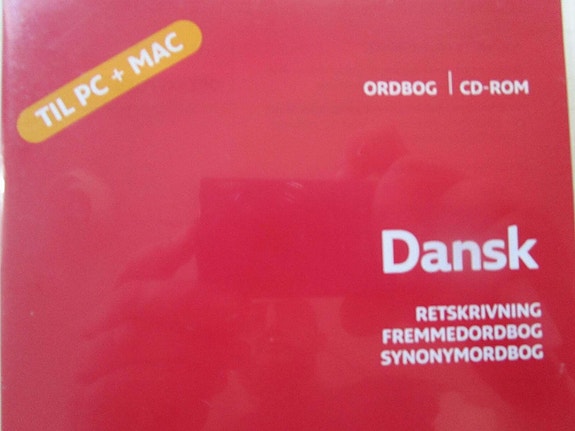 TIL PC + MAC
ORDBOG | CD-ROM
Dansk
RETSKRIVNING
FREMMEDORDBOG
SYNONYMORDBOG